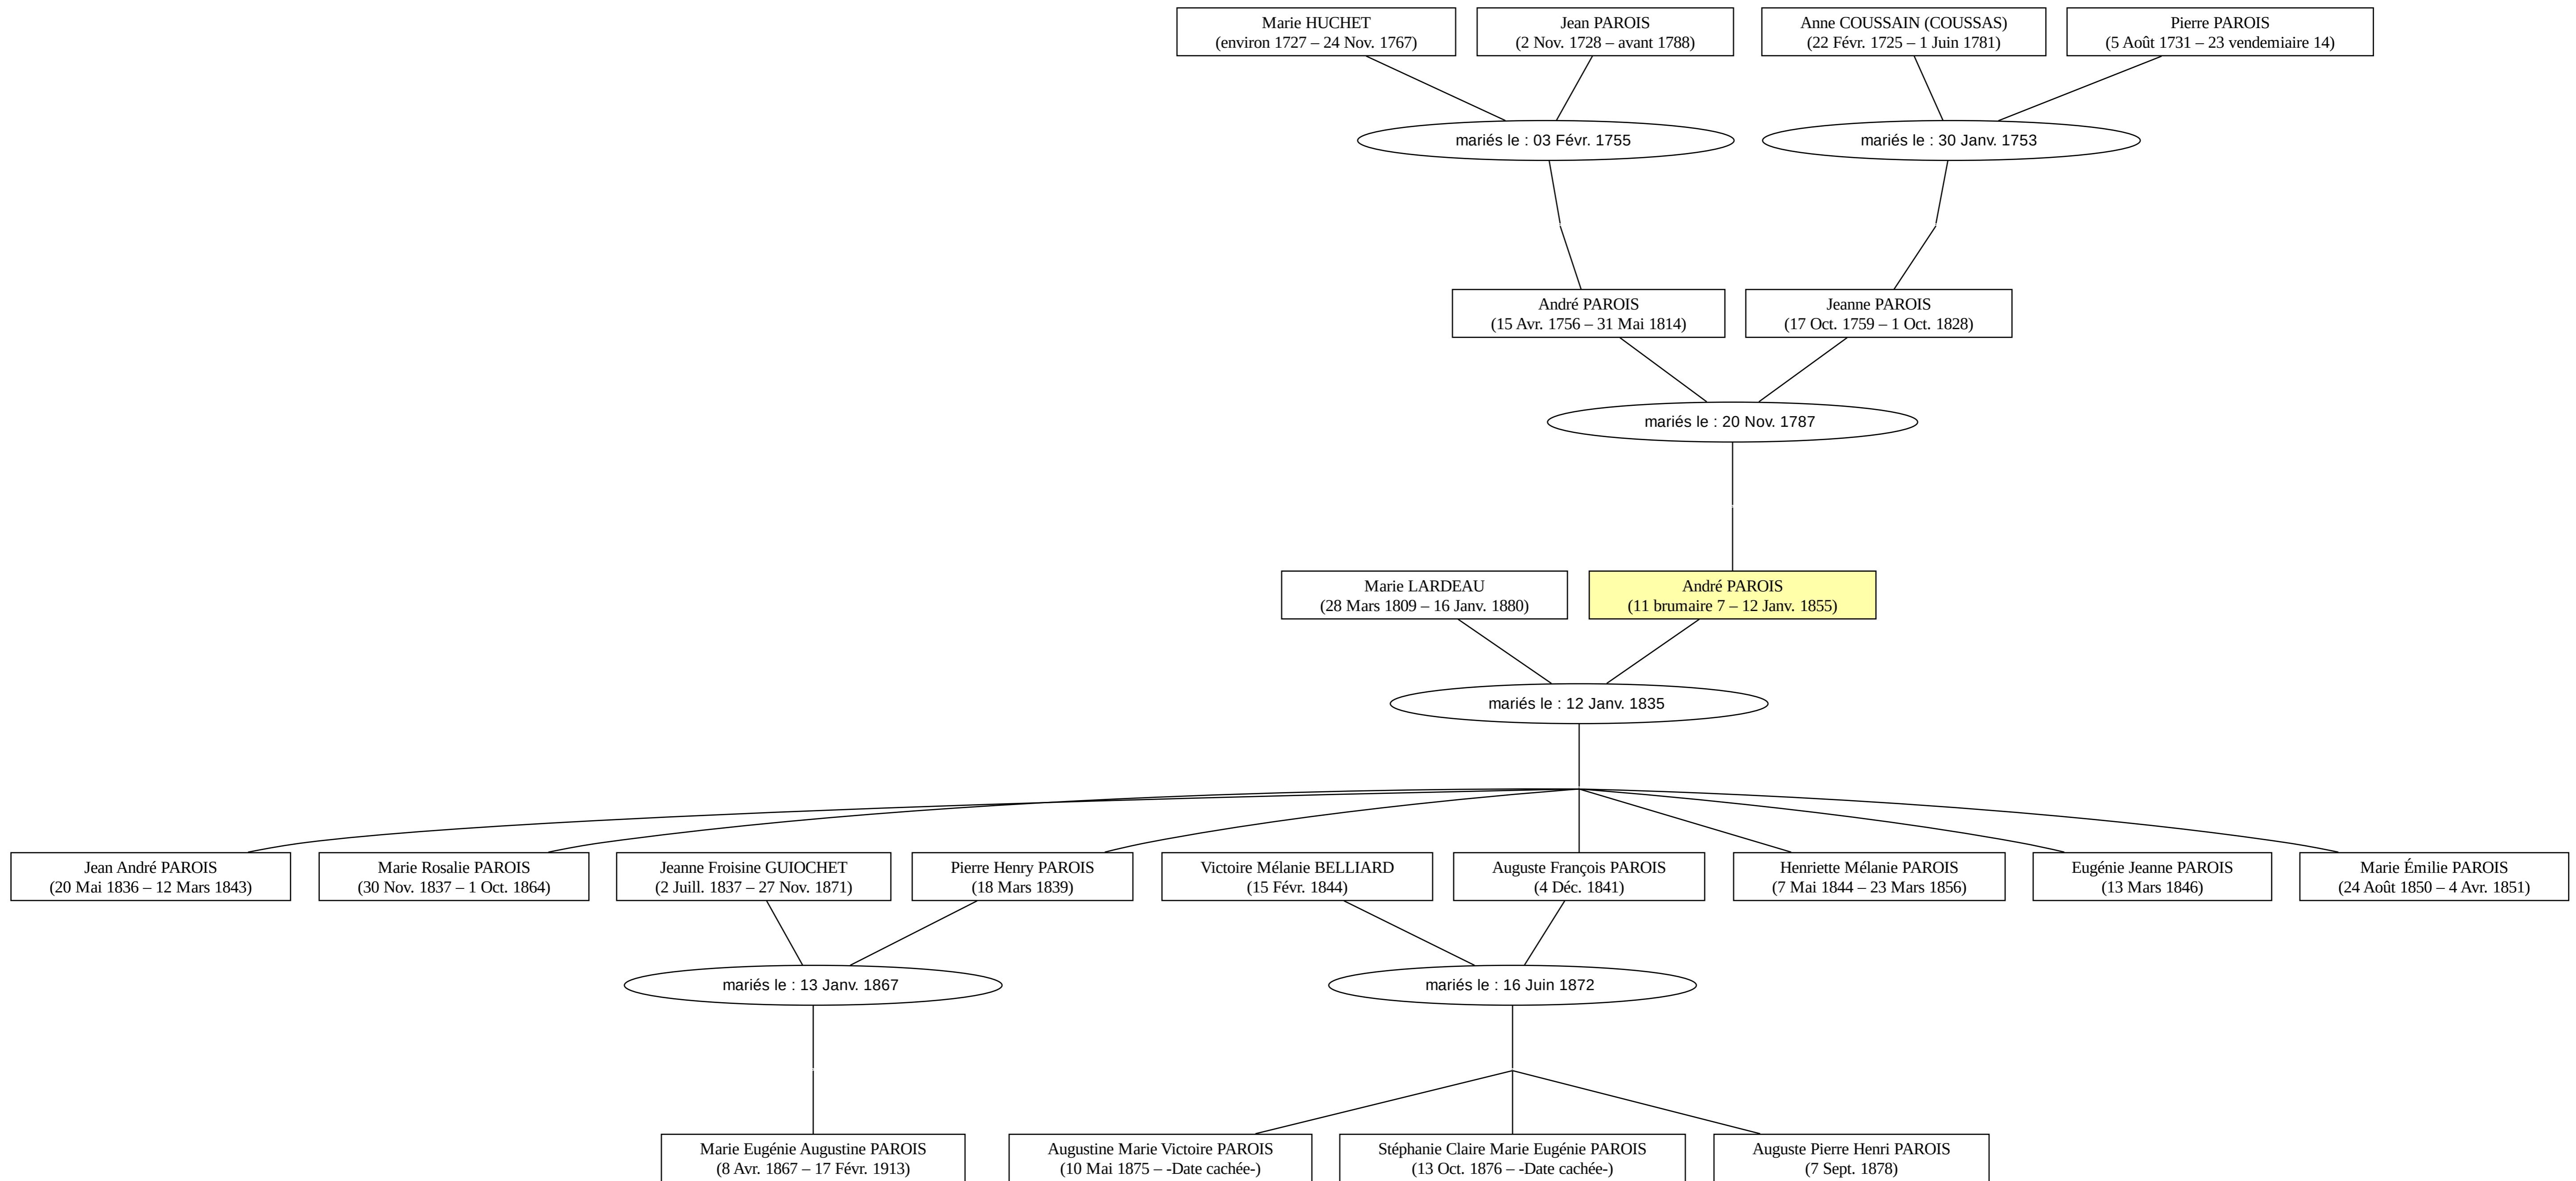 Marie HUCHET
(environ 1727 – 24 Nov. 1767)
Jean PAROIS
(2 Nov. 1728 – avant 1788)
Anne COUSSAIN (COUSSAS)
(22 Févr. 1725 – 1 Juin 1781)
Pierre PAROIS
(5 Août 1731 – 23 vendemiaire 14)
mariés le : 03 Févr. 1755
mariés le : 30 Janv. 1753
André PAROIS
(15 Avr. 1756 – 31 Mai 1814)
Jeanne PAROIS
(17 Oct. 1759 – 1 Oct. 1828)
mariés le : 20 Nov. 1787
Marie LARDEAU
(28 Mars 1809 – 16 Janv. 1880)
André PAROIS
(11 brumaire 7 – 12 Janv. 1855)
mariés le : 12 Janv. 1835
Jean André PAROIS
(20 Mai 1836 – 12 Mars 1843)
Marie Rosalie PAROIS
(30 Nov. 1837 – 1 Oct. 1864)
Jeanne Froisine GUIOCHET
(2 Juill. 1837 – 27 Nov. 1871)
Pierre Henry PAROIS
(18 Mars 1839)
Victoire Mélanie BELLIARD
(15 Févr. 1844)
Auguste François PAROIS
(4 Déc. 1841)
Henriette Mélanie PAROIS
(7 Mai 1844 – 23 Mars 1856)
Eugénie Jeanne PAROIS
(13 Mars 1846)
Marie Émilie PAROIS
(24 Août 1850 – 4 Avr. 1851)
mariés le : 13 Janv. 1867
mariés le : 16 Juin 1872
Marie Eugénie Augustine PAROIS
(8 Avr. 1867 – 17 Févr. 1913)
Augustine Marie Victoire PAROIS
(10 Mai 1875 – -Date cachée-)
Stéphanie Claire Marie Eugénie PAROIS
(13 Oct. 1876 – -Date cachée-)
Auguste Pierre Henri PAROIS
(7 Sept. 1878)